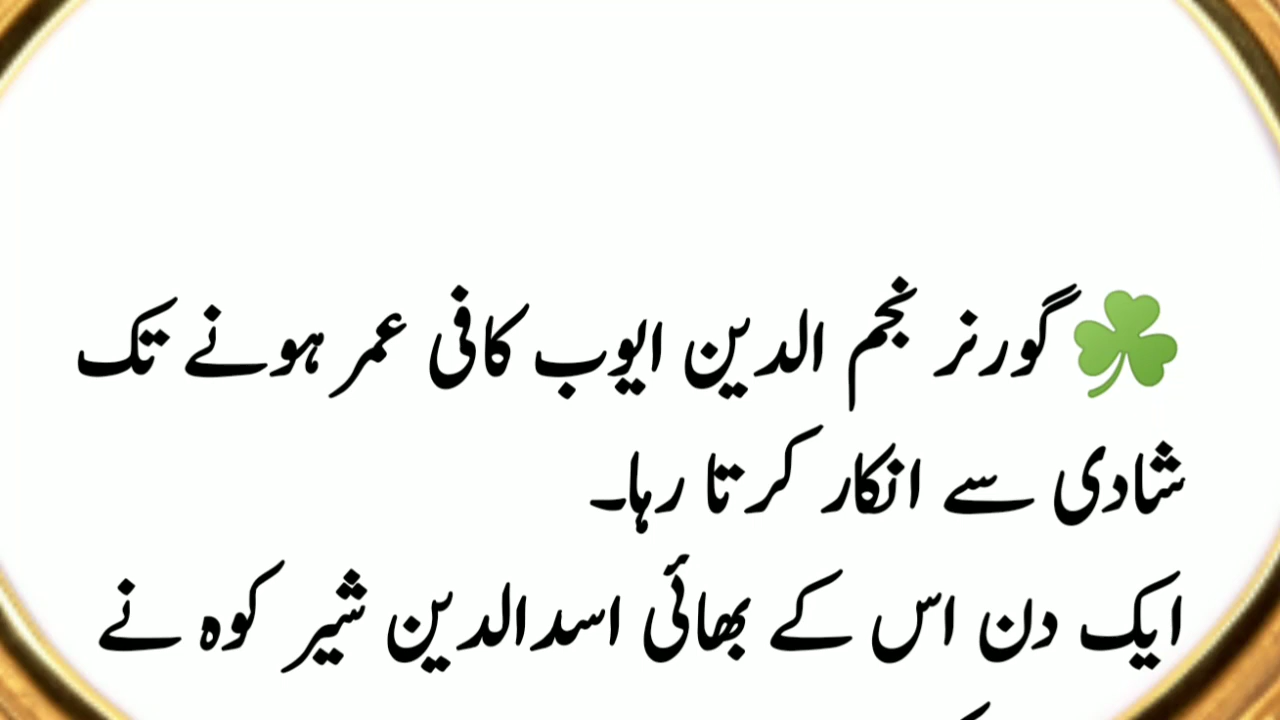 ☘️گورنر نجم الدین ایوب کافی عمر ہونے تک
شادی سے انکار کرتا رہا۔
ایک دن اس کے بھائی اسدالدین شیر کوہ نے